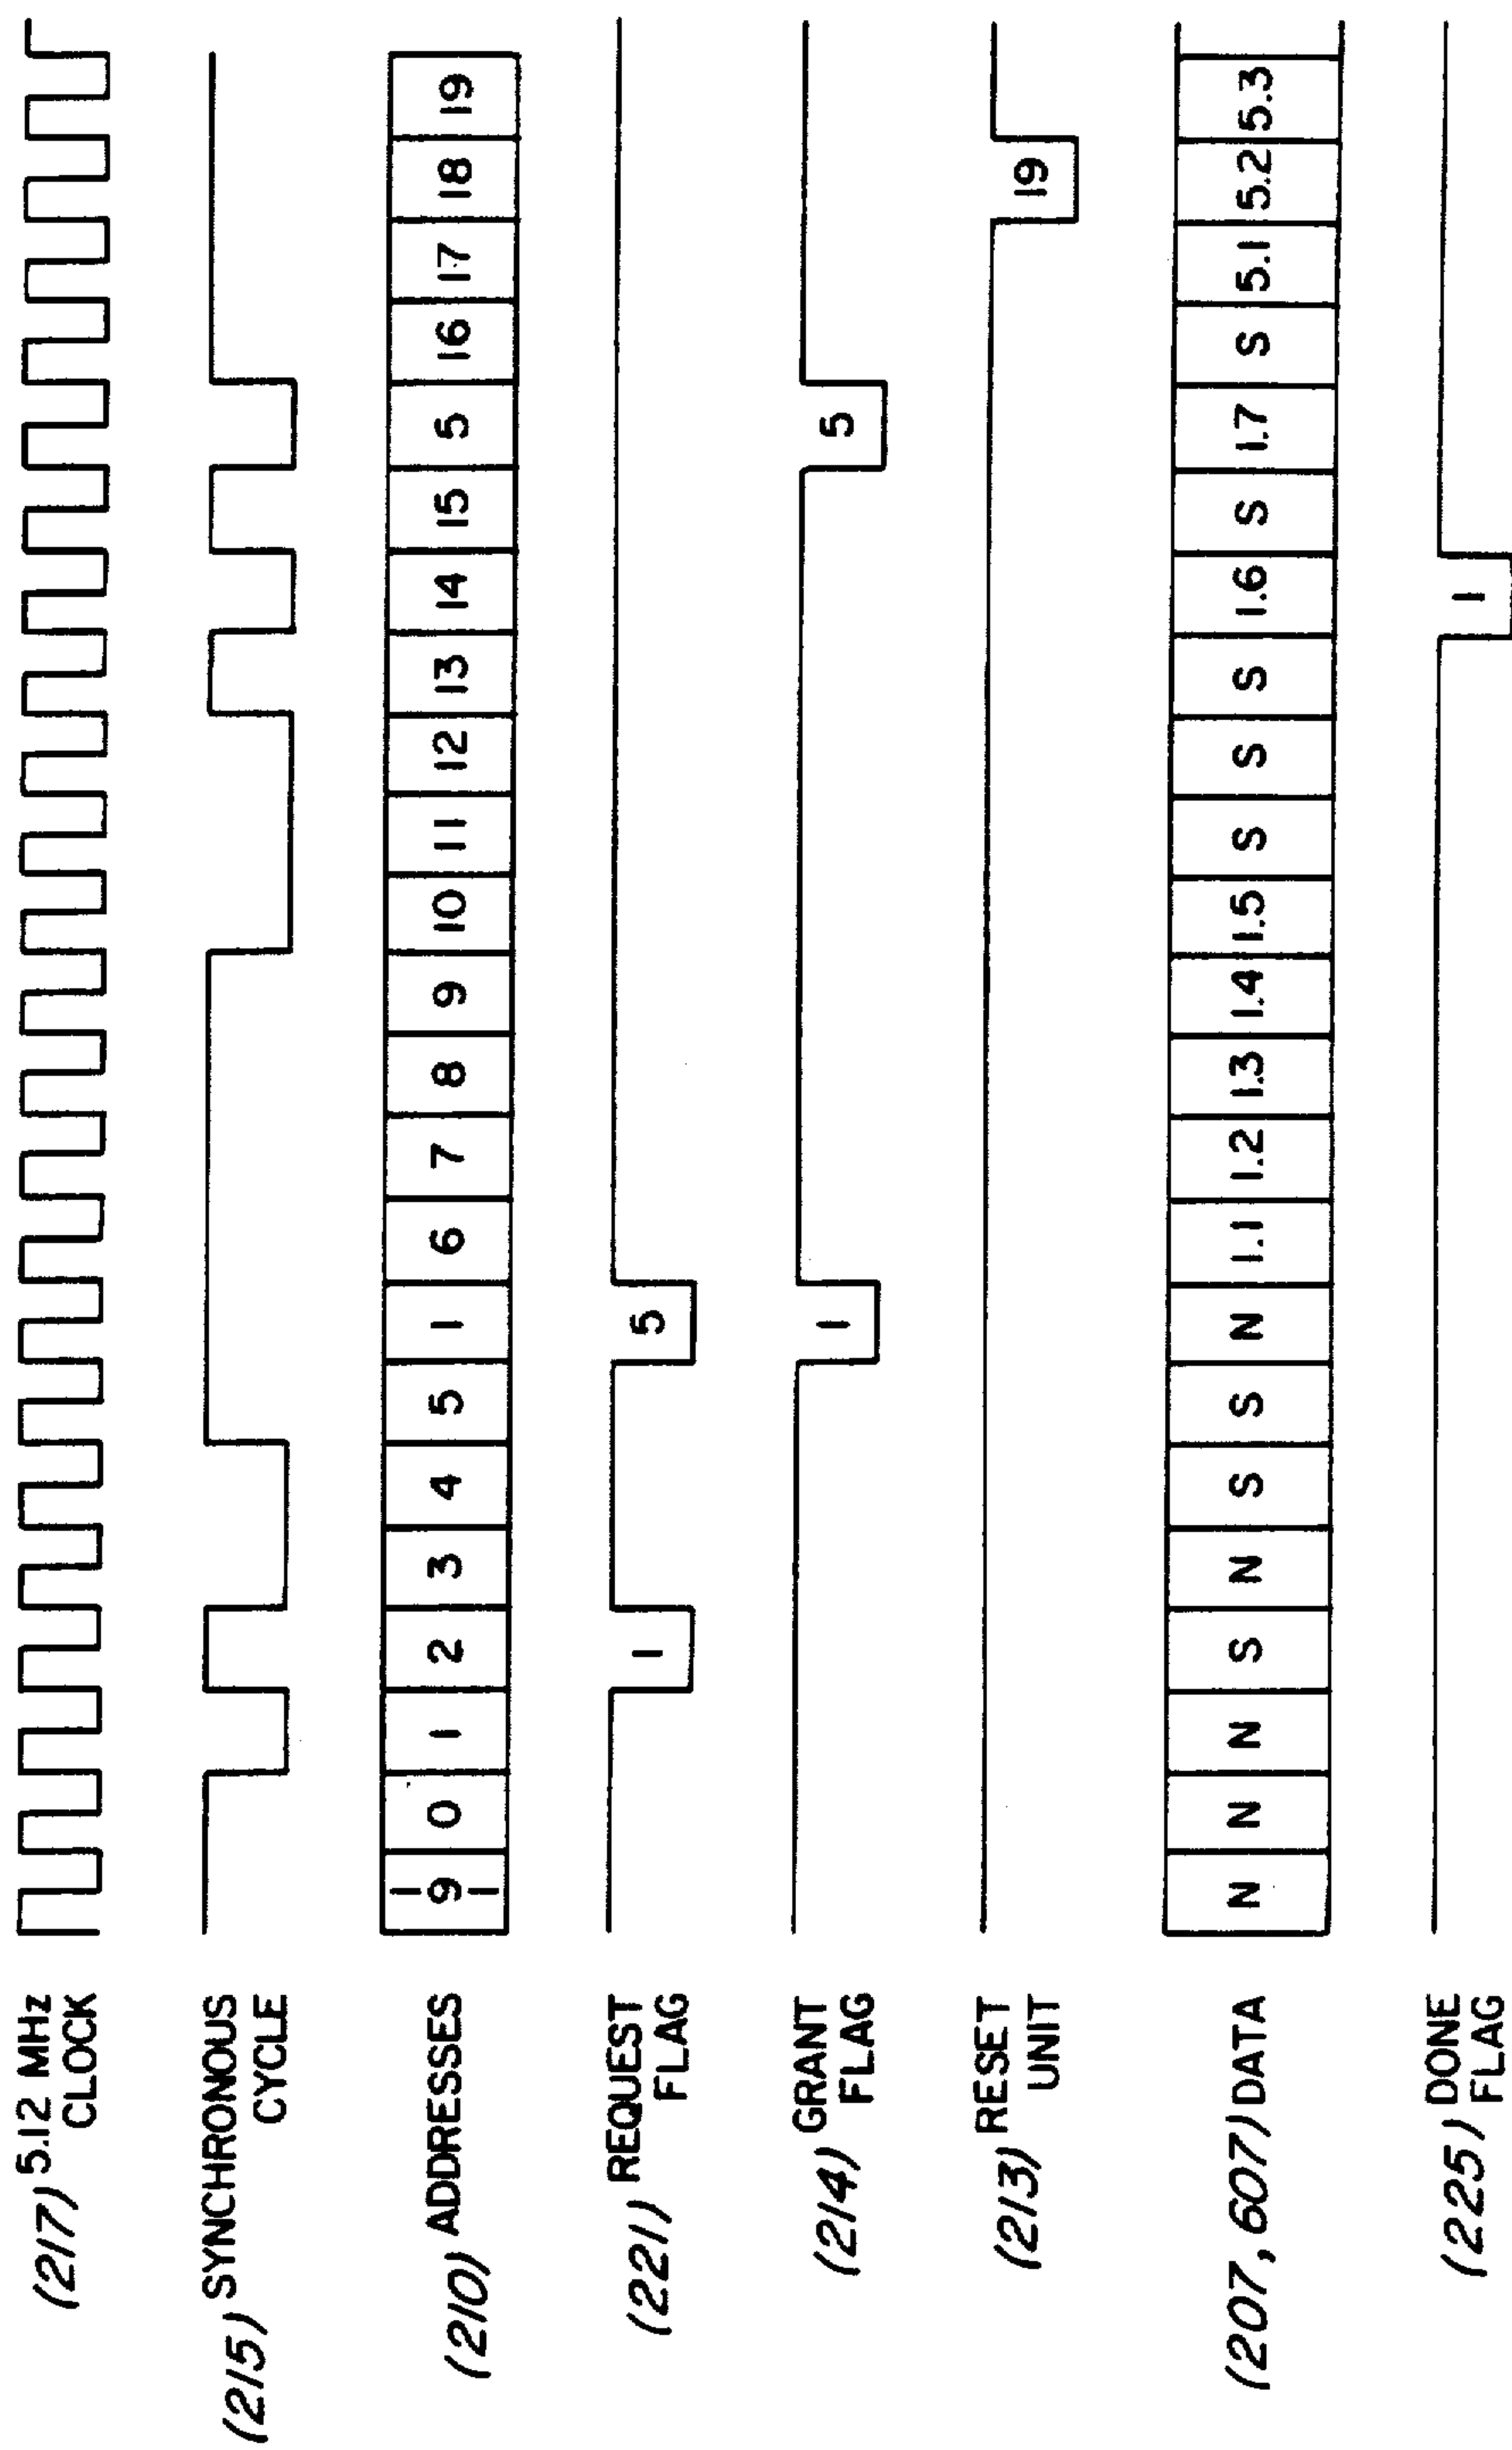 (217) 5.12 MHz
CLOCK
(215) SYNCHRONOUS
CYCLE
(210) ADDRESSES 9 0 1 2 3 4 5 1 6 7 8 9 10 11 12 13 14 15 5 16 17 18 19
(221) REQUEST
FLAG
1 5
(214) GRANT
FLAG
1 5
(213) RESET
UNIT
19
(207, 607) DATA N N N S N S S N 1.1 1.2 1.3 1.4 1.5 S S S 1.6 S 1.7 S 5.1 5.2 5.3
(225) DONE
FLAG
1